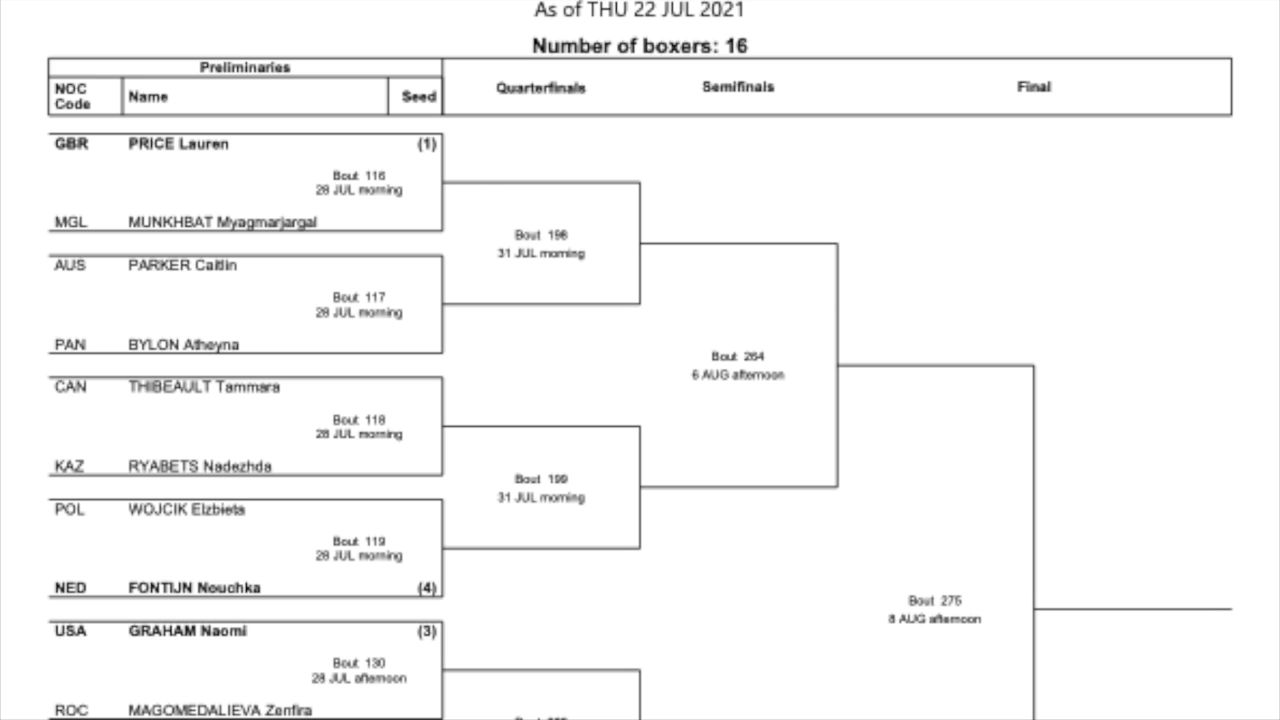 As of THU 22 JUL 2021
Number of boxers: 16
Preliminaries
NOC Code Name Seed Quarterfinals Semifinals Final
GBR PRICE Lauren (1)
Bout 116
28 JUL morning
MGL MUNKHBAT Myagmarjargal
Bout 198
31 JUL morning
AUS PARKER Caitlin
Bout 117
28 JUL morning
PAN BYLON Atheyna
Bout 264
6 AUG afternoon
CAN THIBEAULT Tammara
Bout 118
28 JUL morning
KAZ RYABETS Nadezhda
Bout 199
31 JUL morning
POL WOJCIK Elzbieta
Bout 119
28 JUL morning
NED FONTIJN Nouchka (4)
Bout 275
8 AUG afternoon
USA GRAHAM Naomi (3)
Bout 130
28 JUL afternoon
ROC MAGOMEDALIEVA Zenfira